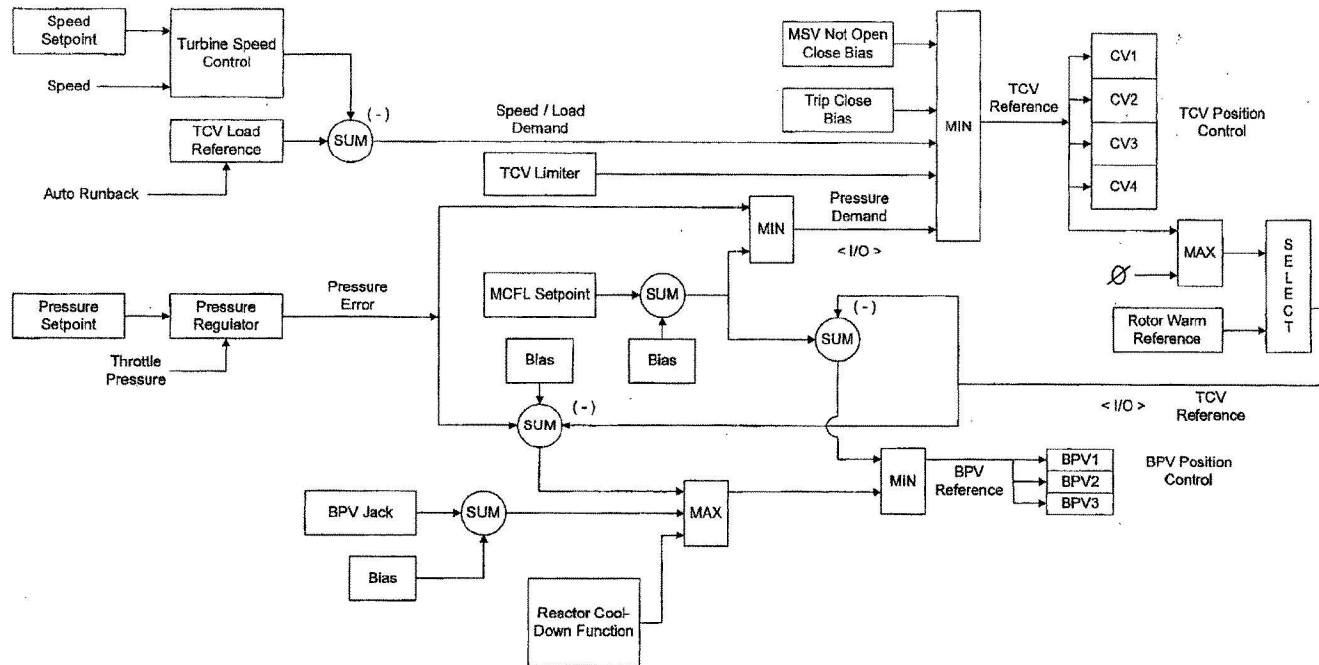 Speed
Setpoint
Turbine Speed
Control
Speed
(-)
SUM
TCV Load
Reference
Auto Runback
Speed / Load
Demand
MSV Not Open
Close Bias
Trip Close
Bias
TCV Limiter
MIN
TCV
Reference
CV1
CV2
CV3
CV4
TCV Position
Control
MIN
Pressure
Demand
< I/O >
MAX
Ø
SELECT
Rotor Warm
Reference
Pressure
Setpoint
Pressure
Regulator
Throttle
Pressure
Pressure
Error
MCFL Setpoint
SUM
Bias
(-)
SUM
Bias
(-)
SUM
< I/O >
TCV
Reference
BPV Jack
SUM
Bias
MAX
Reactor Cool-
Down Function
MIN
BPV
Reference
BPV1
BPV2
BPV3
BPV Position
Control